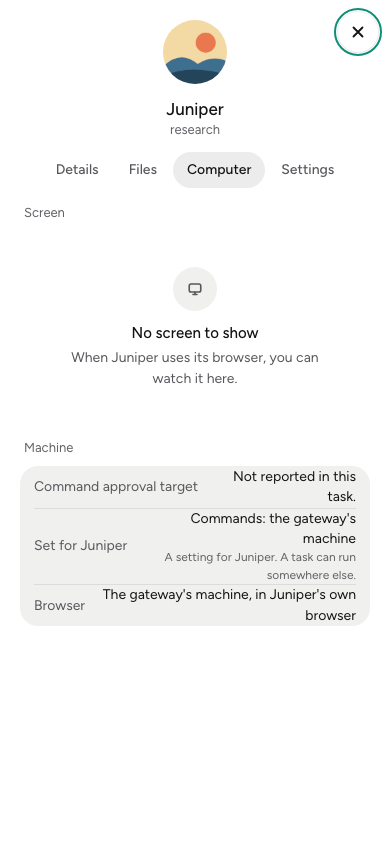 Juniper
research
Details Files Computer Settings
Screen
No screen to show
When Juniper uses its browser, you can
watch it here.
Machine
Command approval target
Not reported in this
task.
Set for Juniper
Commands: the gateway's
machine
A setting for Juniper. A task can run
somewhere else.
Browser
The gateway's machine, in Juniper's own
browser